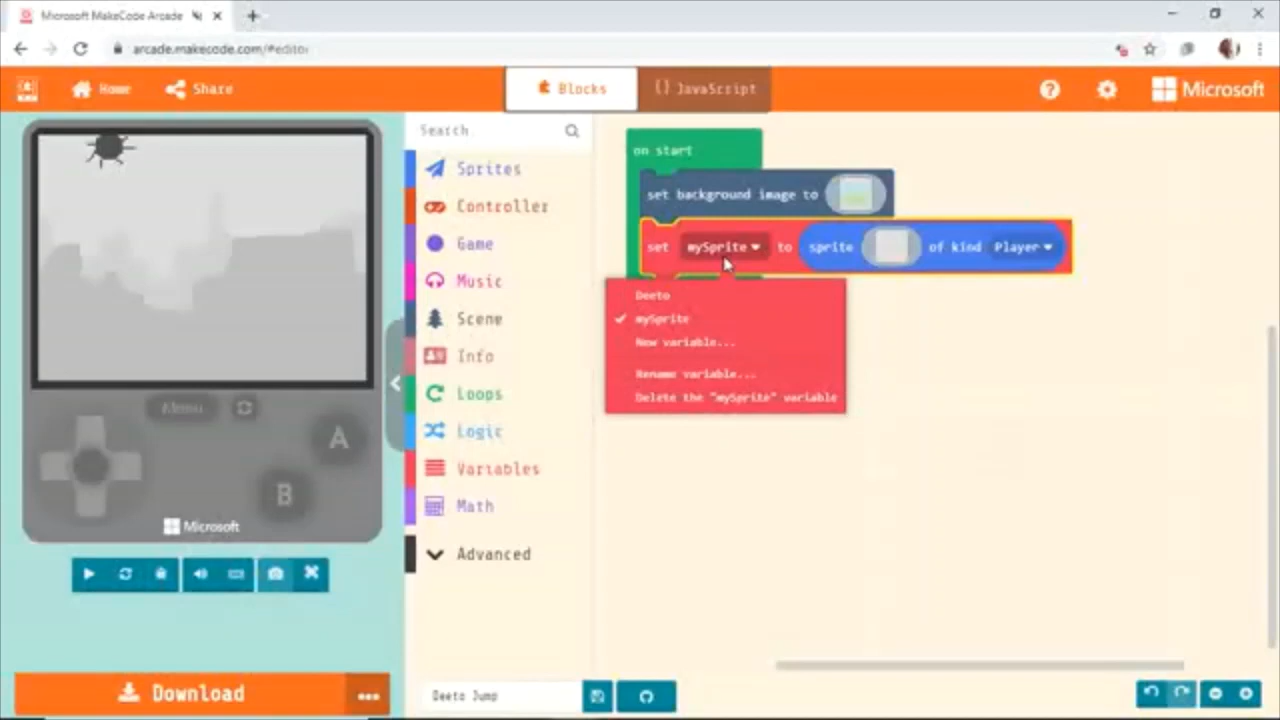 Microsoft MakeCode Arcade
arcade.makecode.com/#editor
Home
Share
Blocks
{} JavaScript
Microsoft
Search
Sprites
Controller
Game
Music
Scene
Info
Loops
Logic
Variables
Math
Advanced
on start
set background image to
set mySprite to sprite of kind Player
Deeto
mySprite
New variable...
Rename variable...
Delete the "mySprite" variable
Menu
A
B
Microsoft
Download
Deeto Jump